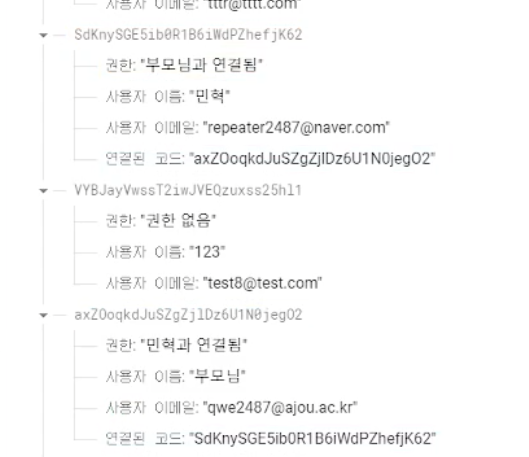 사용자 이메일: "tttr@tttt.com"
SdKnySGE5ib0R1B6iWdPZhefjK62
권한: "부모님과 연결됨"
사용자 이름: "민혁"
사용자 이메일: "repeater2487@naver.com"
연결된 코드: "axZOoqkdJuSZgZjlDz6U1N0jegO2"
VYBJayVwssT2iwJVEQzuxss25hl1
권한: "권한 없음"
사용자 이름: "123"
사용자 이메일: "test8@test.com"
axZOoqkdJuSZgZjlDz6U1N0jegO2
권한: "민혁과 연결됨"
사용자 이름: "부모님"
사용자 이메일: "qwe2487@ajou.ac.kr"
연결된 코드: "SdKnySGE5ib0R1B6iWdPZhefjK62"